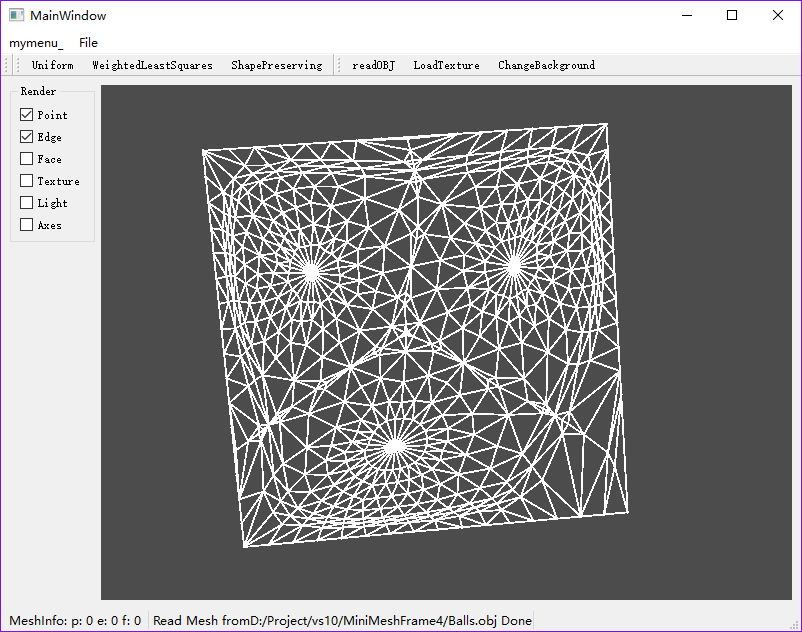 MainWindow
mymenu_ File
Uniform WeightedLeastSquares ShapePreserving readOBJ LoadTexture ChangeBackground
Render
Point
Edge
Face
Texture
Light
Axes
MeshInfo: p: 0 e: 0 f: 0 Read Mesh fromD:/Project/vs10/MiniMeshFrame4/Balls.obj Done